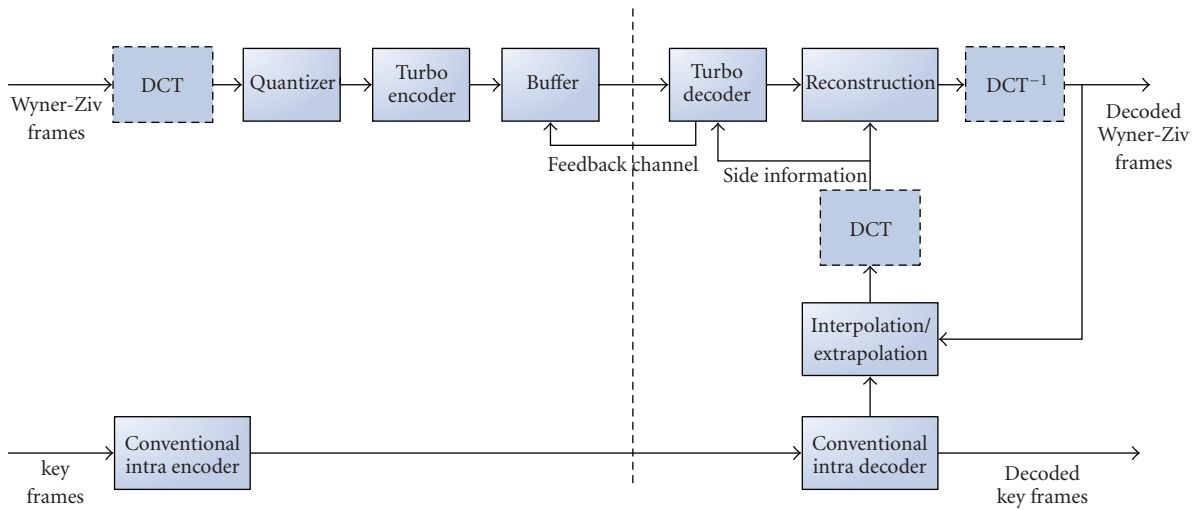 DCT
Quantizer
Turbo
encoder
Buffer
Turbo
decoder
Reconstruction
DCT⁻¹
Wyner-Ziv
frames
Decoded
Wyner-Ziv
frames
Feedback channel
Side information
DCT
Interpolation/
extrapolation
Conventional
intra encoder
Conventional
intra decoder
key
frames
Decoded
key frames